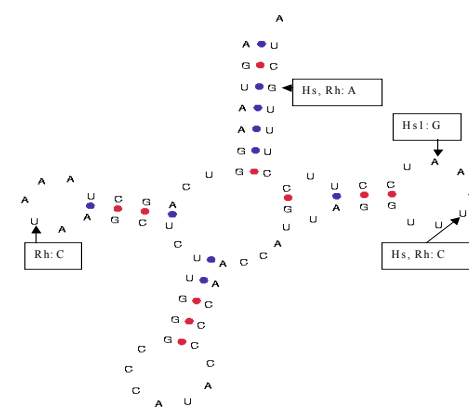 A
A U
G C
U G
Hs, Rh: A
A U
A U
Hs1: G
G U
G C
U A A
A A A U C G A C U
C U U C C
U A A C G U
G U U A G G U U U
C A
Rh: C
U A C C
Hs, Rh: C
U A
G C
G C
G C
C C
C A
A U